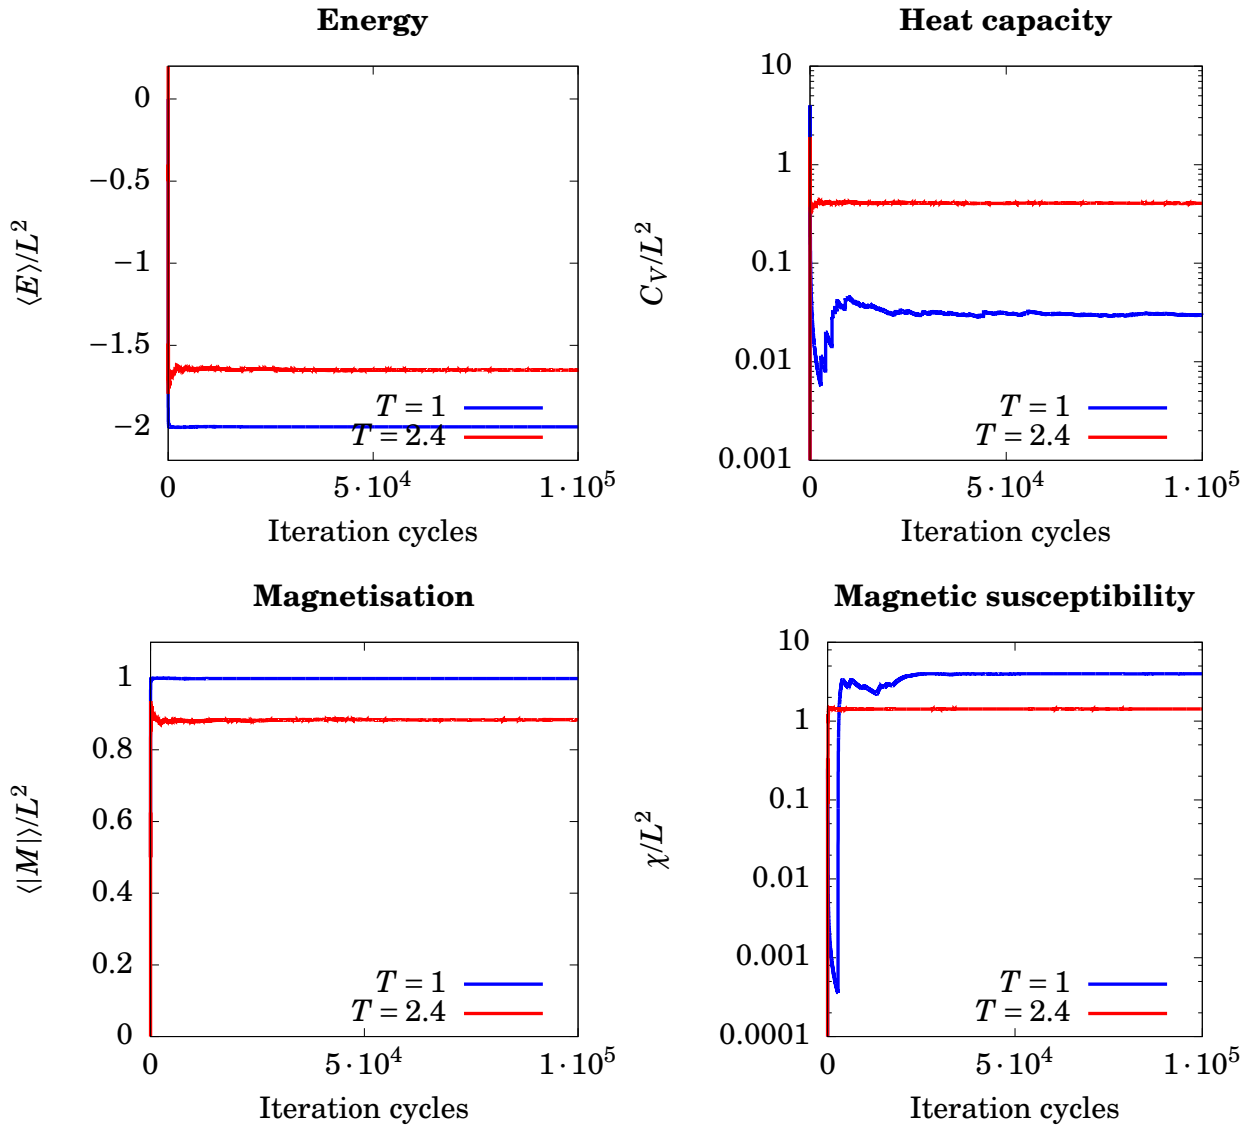 Energy
0
−0.5
−1
−1.5
−2
⟨E⟩/L²
T = 1
T = 2.4
0
5·10⁴
1·10⁵
Iteration cycles
Heat capacity
10
1
0.1
0.01
0.001
C_V/L²
T = 1
T = 2.4
0
5·10⁴
1·10⁵
Iteration cycles
Magnetisation
1
0.8
0.6
0.4
0.2
0
⟨|M|⟩/L²
T = 1
T = 2.4
0
5·10⁴
1·10⁵
Iteration cycles
Magnetic susceptibility
10
1
0.1
0.01
0.001
0.0001
χ/L²
T = 1
T = 2.4
0
5·10⁴
1·10⁵
Iteration cycles